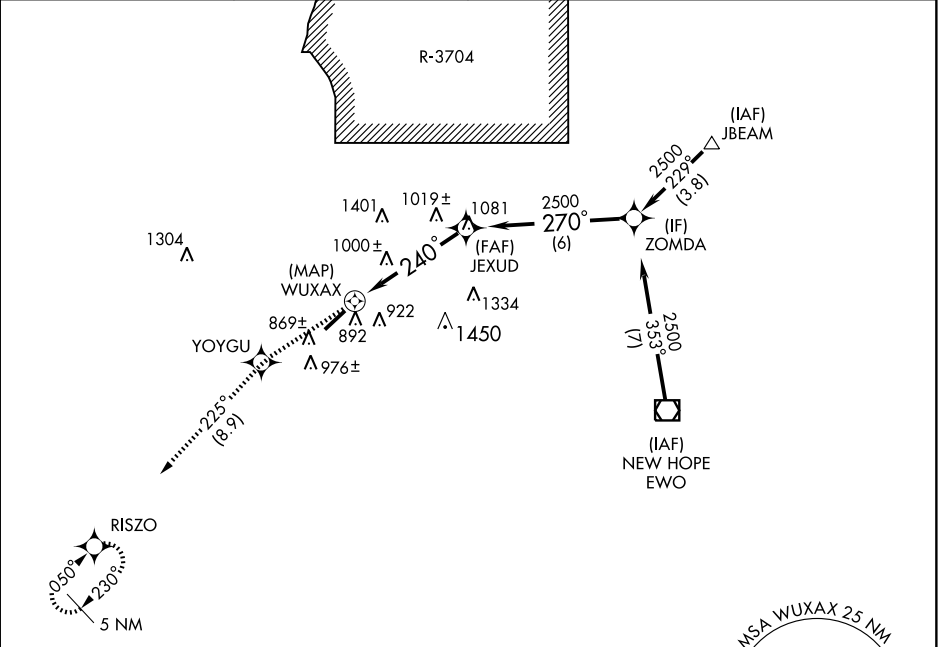 R-3704
(IAF)
JBEAM
2500
229°
(3.8)
1401
1019±
1081
2500
270°
(6)
(IF)
ZOMDA
1304
1000±
240°
(FAF)
JEXUD
(MAP)
WUXAX
1334
869±
922
892
1450
YOYGU
976±
2500
353°
(7)
225°
(8.9)
(IAF)
NEW HOPE
EWO
RISZO
050°
230°
5 NM
MSA WUXAX 25 NM